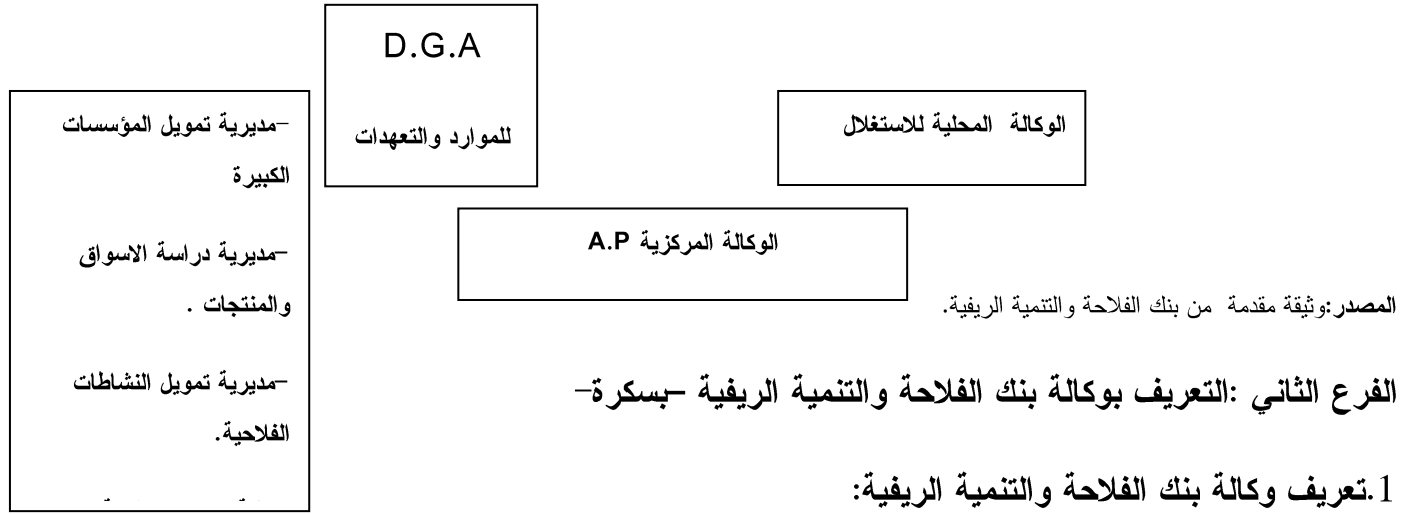 D.G.A
للموارد والتعهدات
الوكالة المحلية للاستغلال
-مديرية تمويل المؤسسات
الكبيرة
-مديرية دراسة الاسواق
والمنتجات .
-مديرية تمويل النشاطات
الفلاحية.
الوكالة المركزية A.P
المصدر:وثيقة مقدمة من بنك الفلاحة والتنمية الريفية.
الفرع الثاني :التعريف بوكالة بنك الفلاحة والتنمية الريفية –بسكرة-
1.تعريف وكالة بنك الفلاحة والتنمية الريفية: